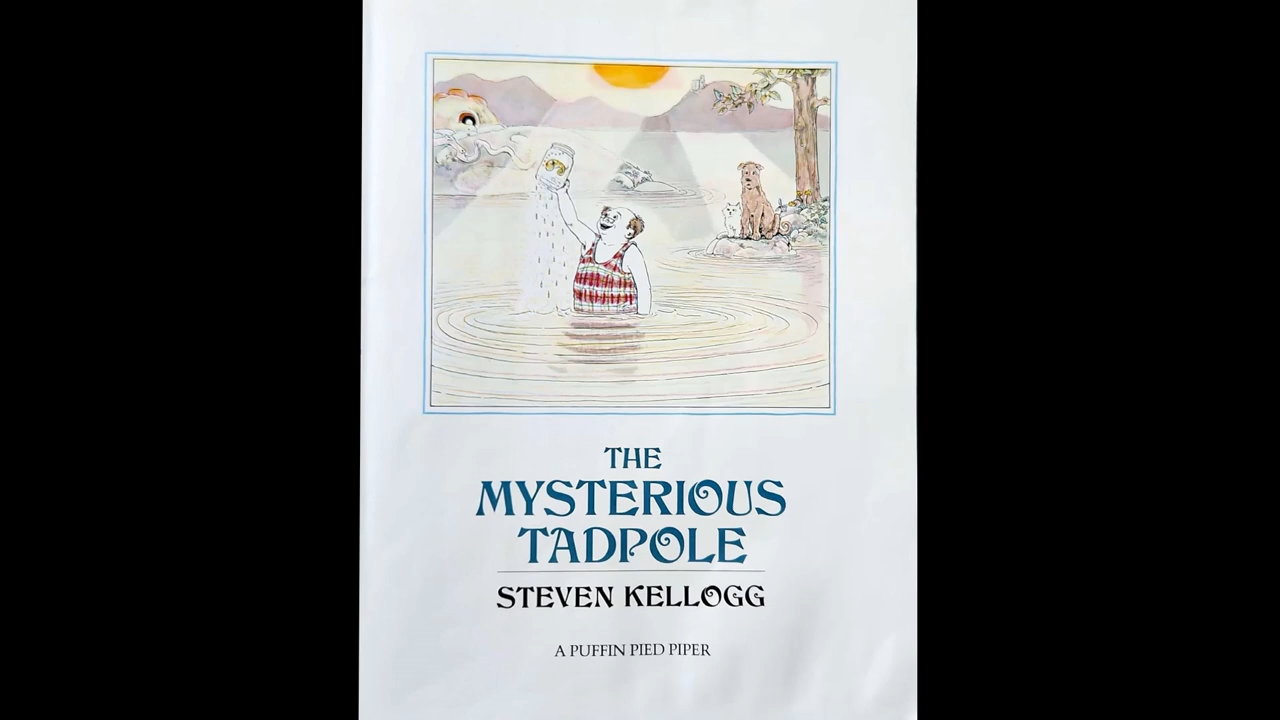 THE
MYSTERIOUS
TADPOLE
STEVEN KELLOGG
A PUFFIN PIED PIPER